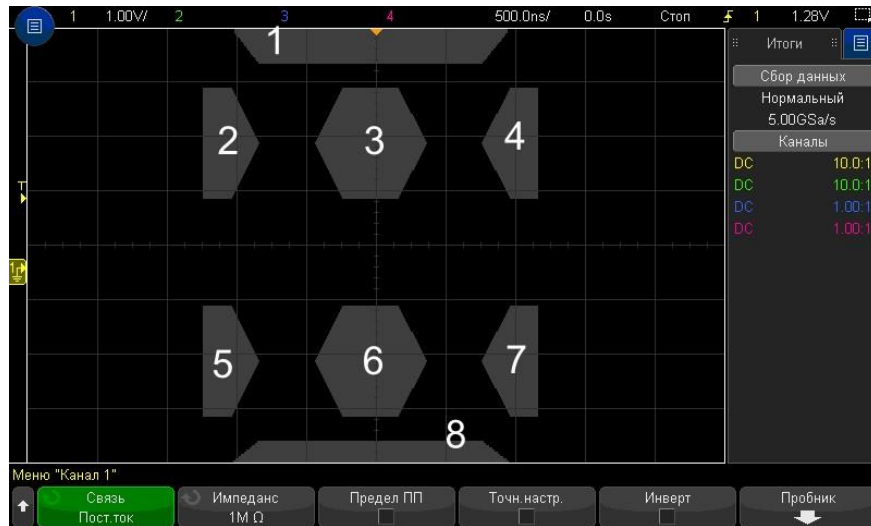 1 1.00V/ 2 3 4 500.0ns/ 0.0s Стоп 1 1.28V
Итоги
Сбор данных
Нормальный
5.00GSa/s
Каналы
DC 10.0:1
DC 10.0:1
DC 1.00:1
DC 1.00:1
1
2 3 4
T
1
5 6 7
8
Меню "Канал 1"
Связь
Пост.ток
Импеданс
1M Ω
Предел ПП
Точн.настр.
Инверт
Пробник